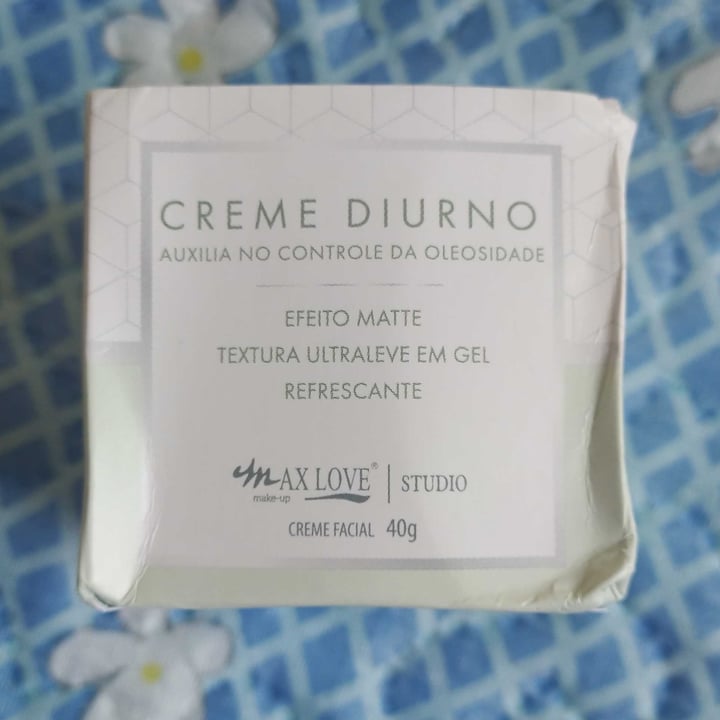 CREME DIURNO
AUXILIA NO CONTROLE DA OLEOSIDADE
EFEITO MATTE
TEXTURA ULTRALEVE EM GEL
REFRESCANTE
MAX LOVE® | STUDIO
make-up
CREME FACIAL 40g